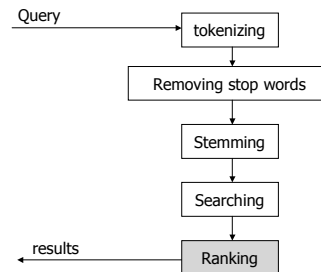 Query
tokenizing
Removing stop words
Stemming
Searching
results
Ranking